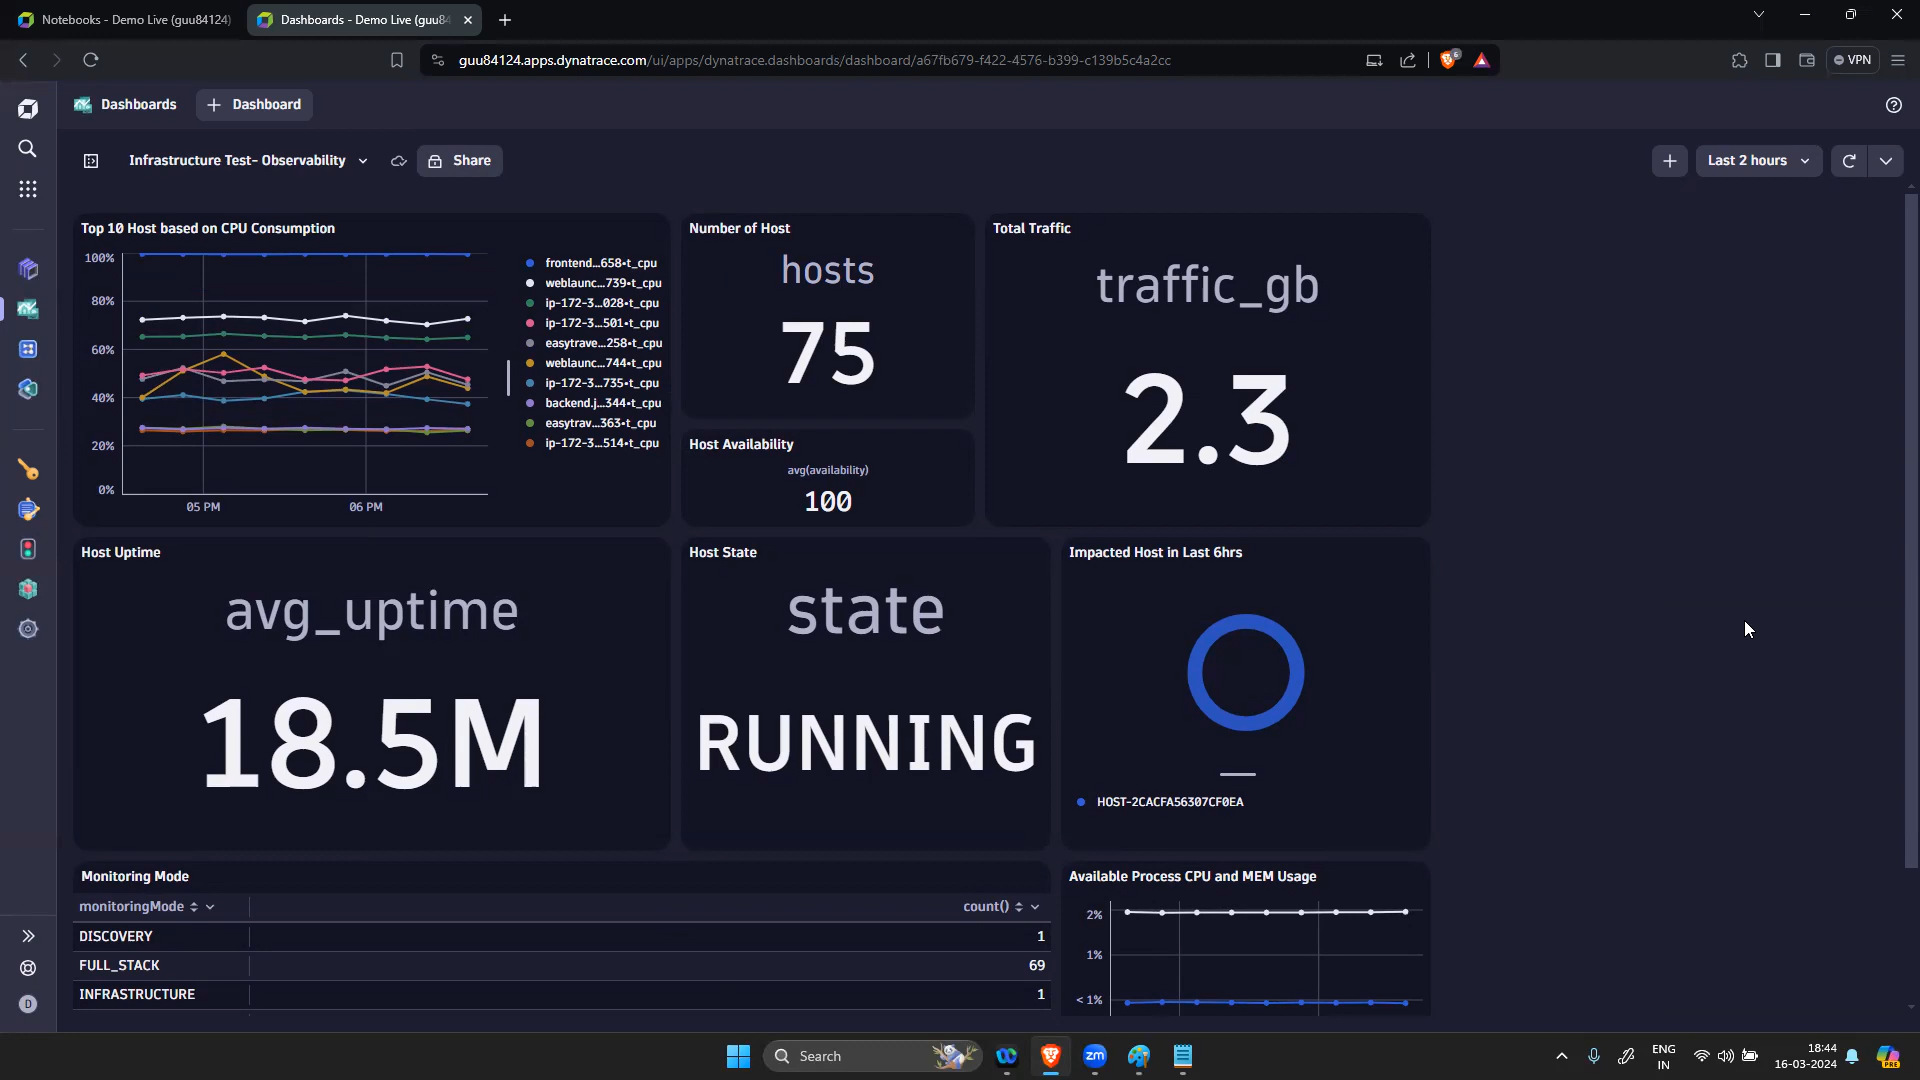 Notebooks - Demo Live (guu84124)
Dashboards - Demo Live (guu84
guu84124.apps.dynatrace.com/ui/apps/dynatrace.dashboards/dashboard/a67fb679-f422-4576-b399-c139b5c4a2cc
6
VPN
Dashboards
Dashboard
Infrastructure Test- Observability
Share
Last 2 hours
Top 10 Host based on CPU Consumption
100%
80%
60%
40%
20%
0%
05 PM
06 PM
frontend...658•t_cpu
weblaunc...739•t_cpu
ip-172-3...028•t_cpu
ip-172-3...501•t_cpu
easytrave...258•t_cpu
weblaunc...744•t_cpu
ip-172-3...735•t_cpu
backend.j...344•t_cpu
easytrav...363•t_cpu
ip-172-3...514•t_cpu
Number of Host
hosts
75
Host Availability
avg(availability)
100
Total Traffic
traffic_gb
2.3
Host Uptime
avg_uptime
18.5M
Host State
state
RUNNING
Impacted Host in Last 6hrs
HOST-2CACFA56307CF0EA
Monitoring Mode
monitoringMode
count()
DISCOVERY
1
FULL_STACK
69
INFRASTRUCTURE
1
Available Process CPU and MEM Usage
2%
1%
<1%
D
Search
zm
ENG
IN
18:44
16-03-2024
PRE